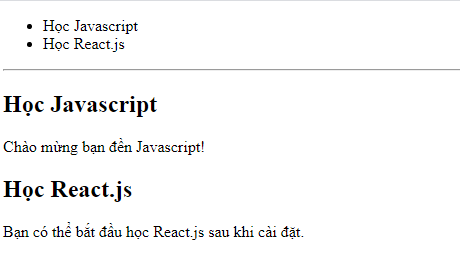 Học Javascript
Học React.js
Học Javascript
Chào mừng bạn đền Javascript!
Học React.js
Bạn có thể bắt đầu học React.js sau khi cài đặt.